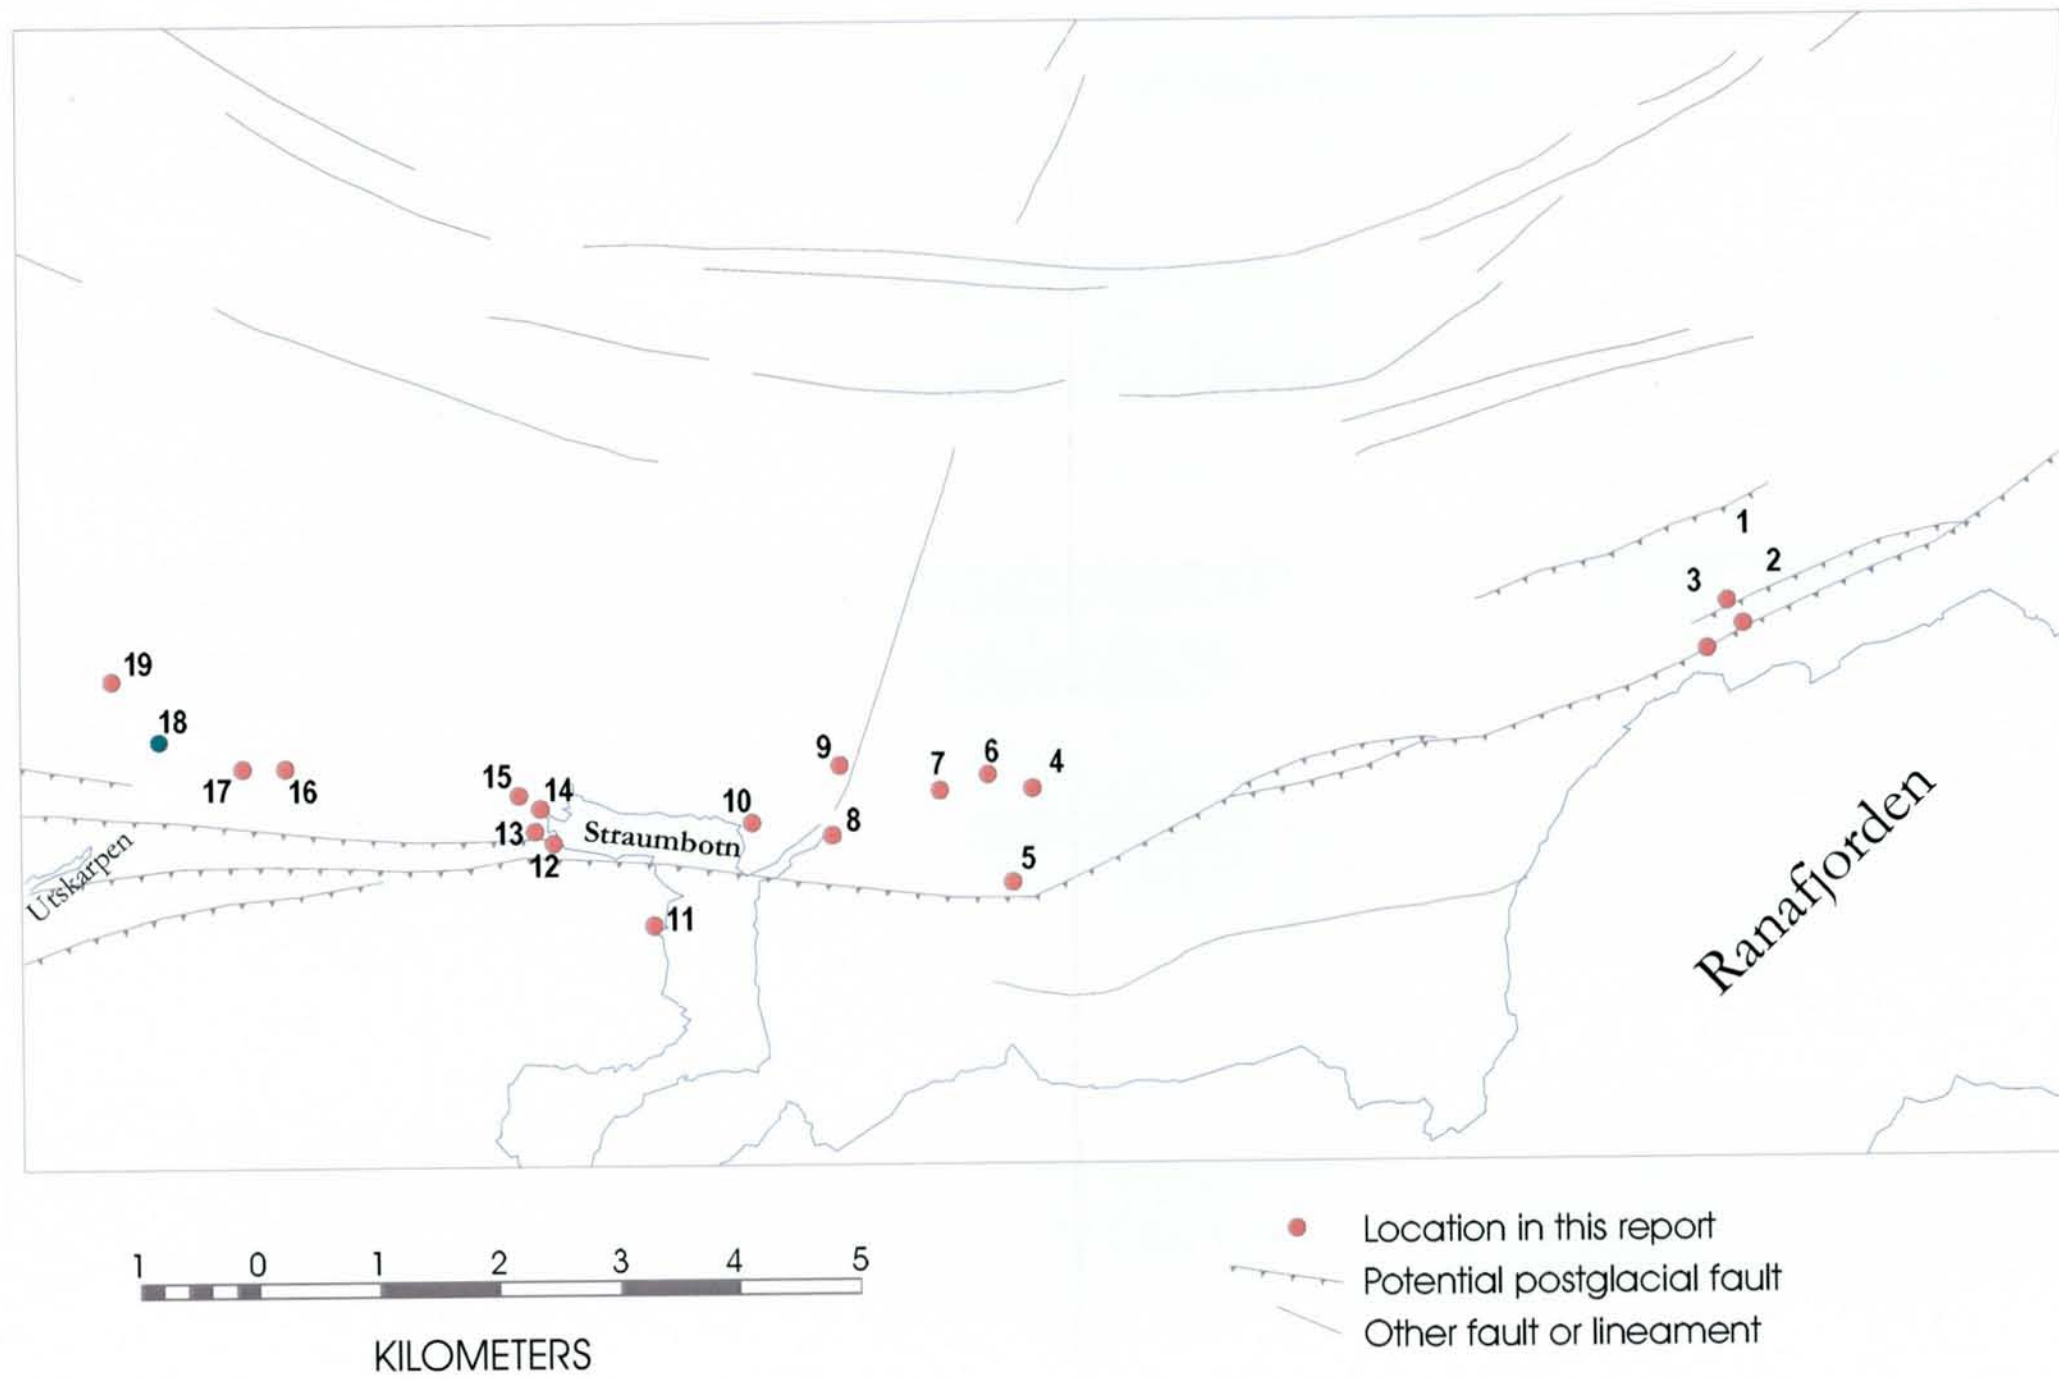 1
2
3
19
18
17
16
15
14
13
12
Straumbotn
10
9
8
7
6
4
5
11
Utskarpen
Ranafjorden
1 0 1 2 3 4 5
KILOMETERS
Location in this report
Potential postglacial fault
Other fault or lineament